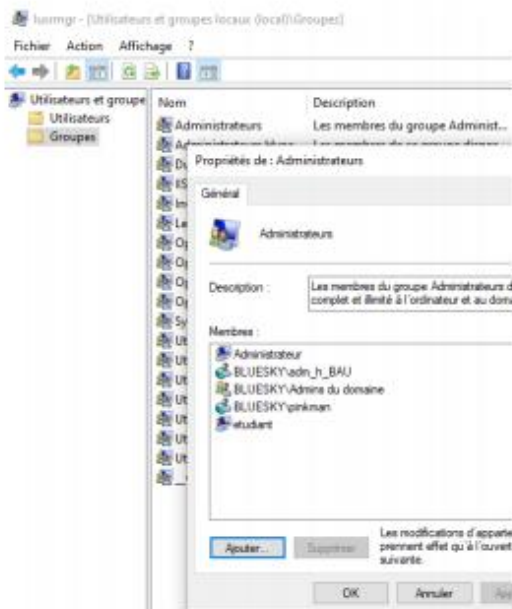 lusrmgr - [Utilisateurs et groupes locaux (local)\Groupes]
Fichier Action Affichage ?
Utilisateurs et groupe
Utilisateurs
Groupes
Nom Description
Administrateurs Les membres du groupe Administ...
Propriétés de : Administrateurs
Général
Administrateurs
Description :
Les membres du groupe Administrateurs d
complet et illimité à l'ordinateur et au doma
Membres :
Administrateur
BLUESKY\adm_h_BAU
BLUESKY\Admins du domaine
BLUESKY\pinkman
etudiant
Ajouter... Supprimer
Les modifications d'apparte
prennent effet qu'à l'ouvert
suivante.
OK Annuler